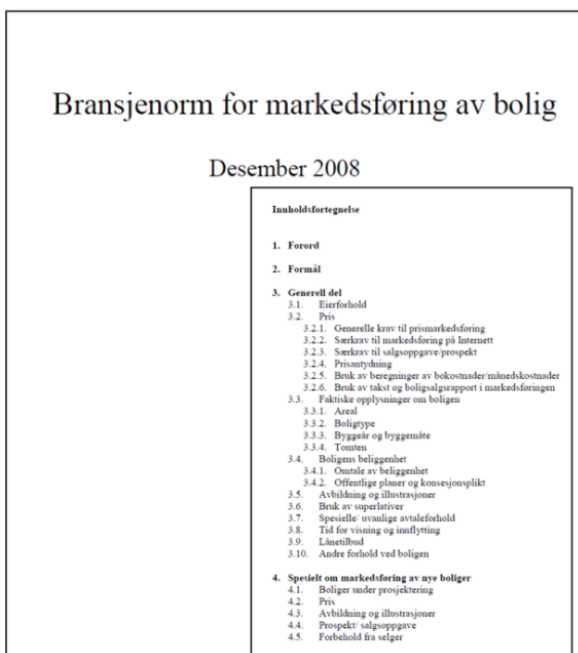 Bransjenorm for markedsføring av bolig
Desember 2008
Innholdsfortegnelse
1. Forord
2. Formål
3. Generell del
3.1. Eierforhold
3.2. Pris
3.2.1. Generelle krav til prismarkedsføring
3.2.2. Særkrav til markedsføring på Internett
3.2.3. Særkrav til salgsoppgave/prospekt
3.2.4. Prisantydning
3.2.5. Bruk av beregninger av bokostnader/månedskostnader
3.2.6. Bruk av takst og boligsalgsrapport i markedsføringen
3.3. Faktiske opplysninger om boligen
3.3.1. Areal
3.3.2. Boligtype
3.3.3. Byggeår og byggemåte
3.3.4. Tomten
3.4. Boligens beliggenhet
3.4.1. Omtale av beliggenhet
3.4.2. Offentlige planer og konsesjonsplikt
3.5. Avbildning og illustrasjoner
3.6. Bruk av superlativer
3.7. Spesielle/ uvanlige avtaleforhold
3.8. Tid for visning og innflytting
3.9. Lånetilbud
3.10. Andre forhold ved boligen
4. Spesielt om markedsføring av nye boliger
4.1. Boliger under prosjektering
4.2. Pris
4.3. Avbildning og illustrasjoner
4.4. Prospekt/ salgsoppgave
4.5. Forbehold fra selger